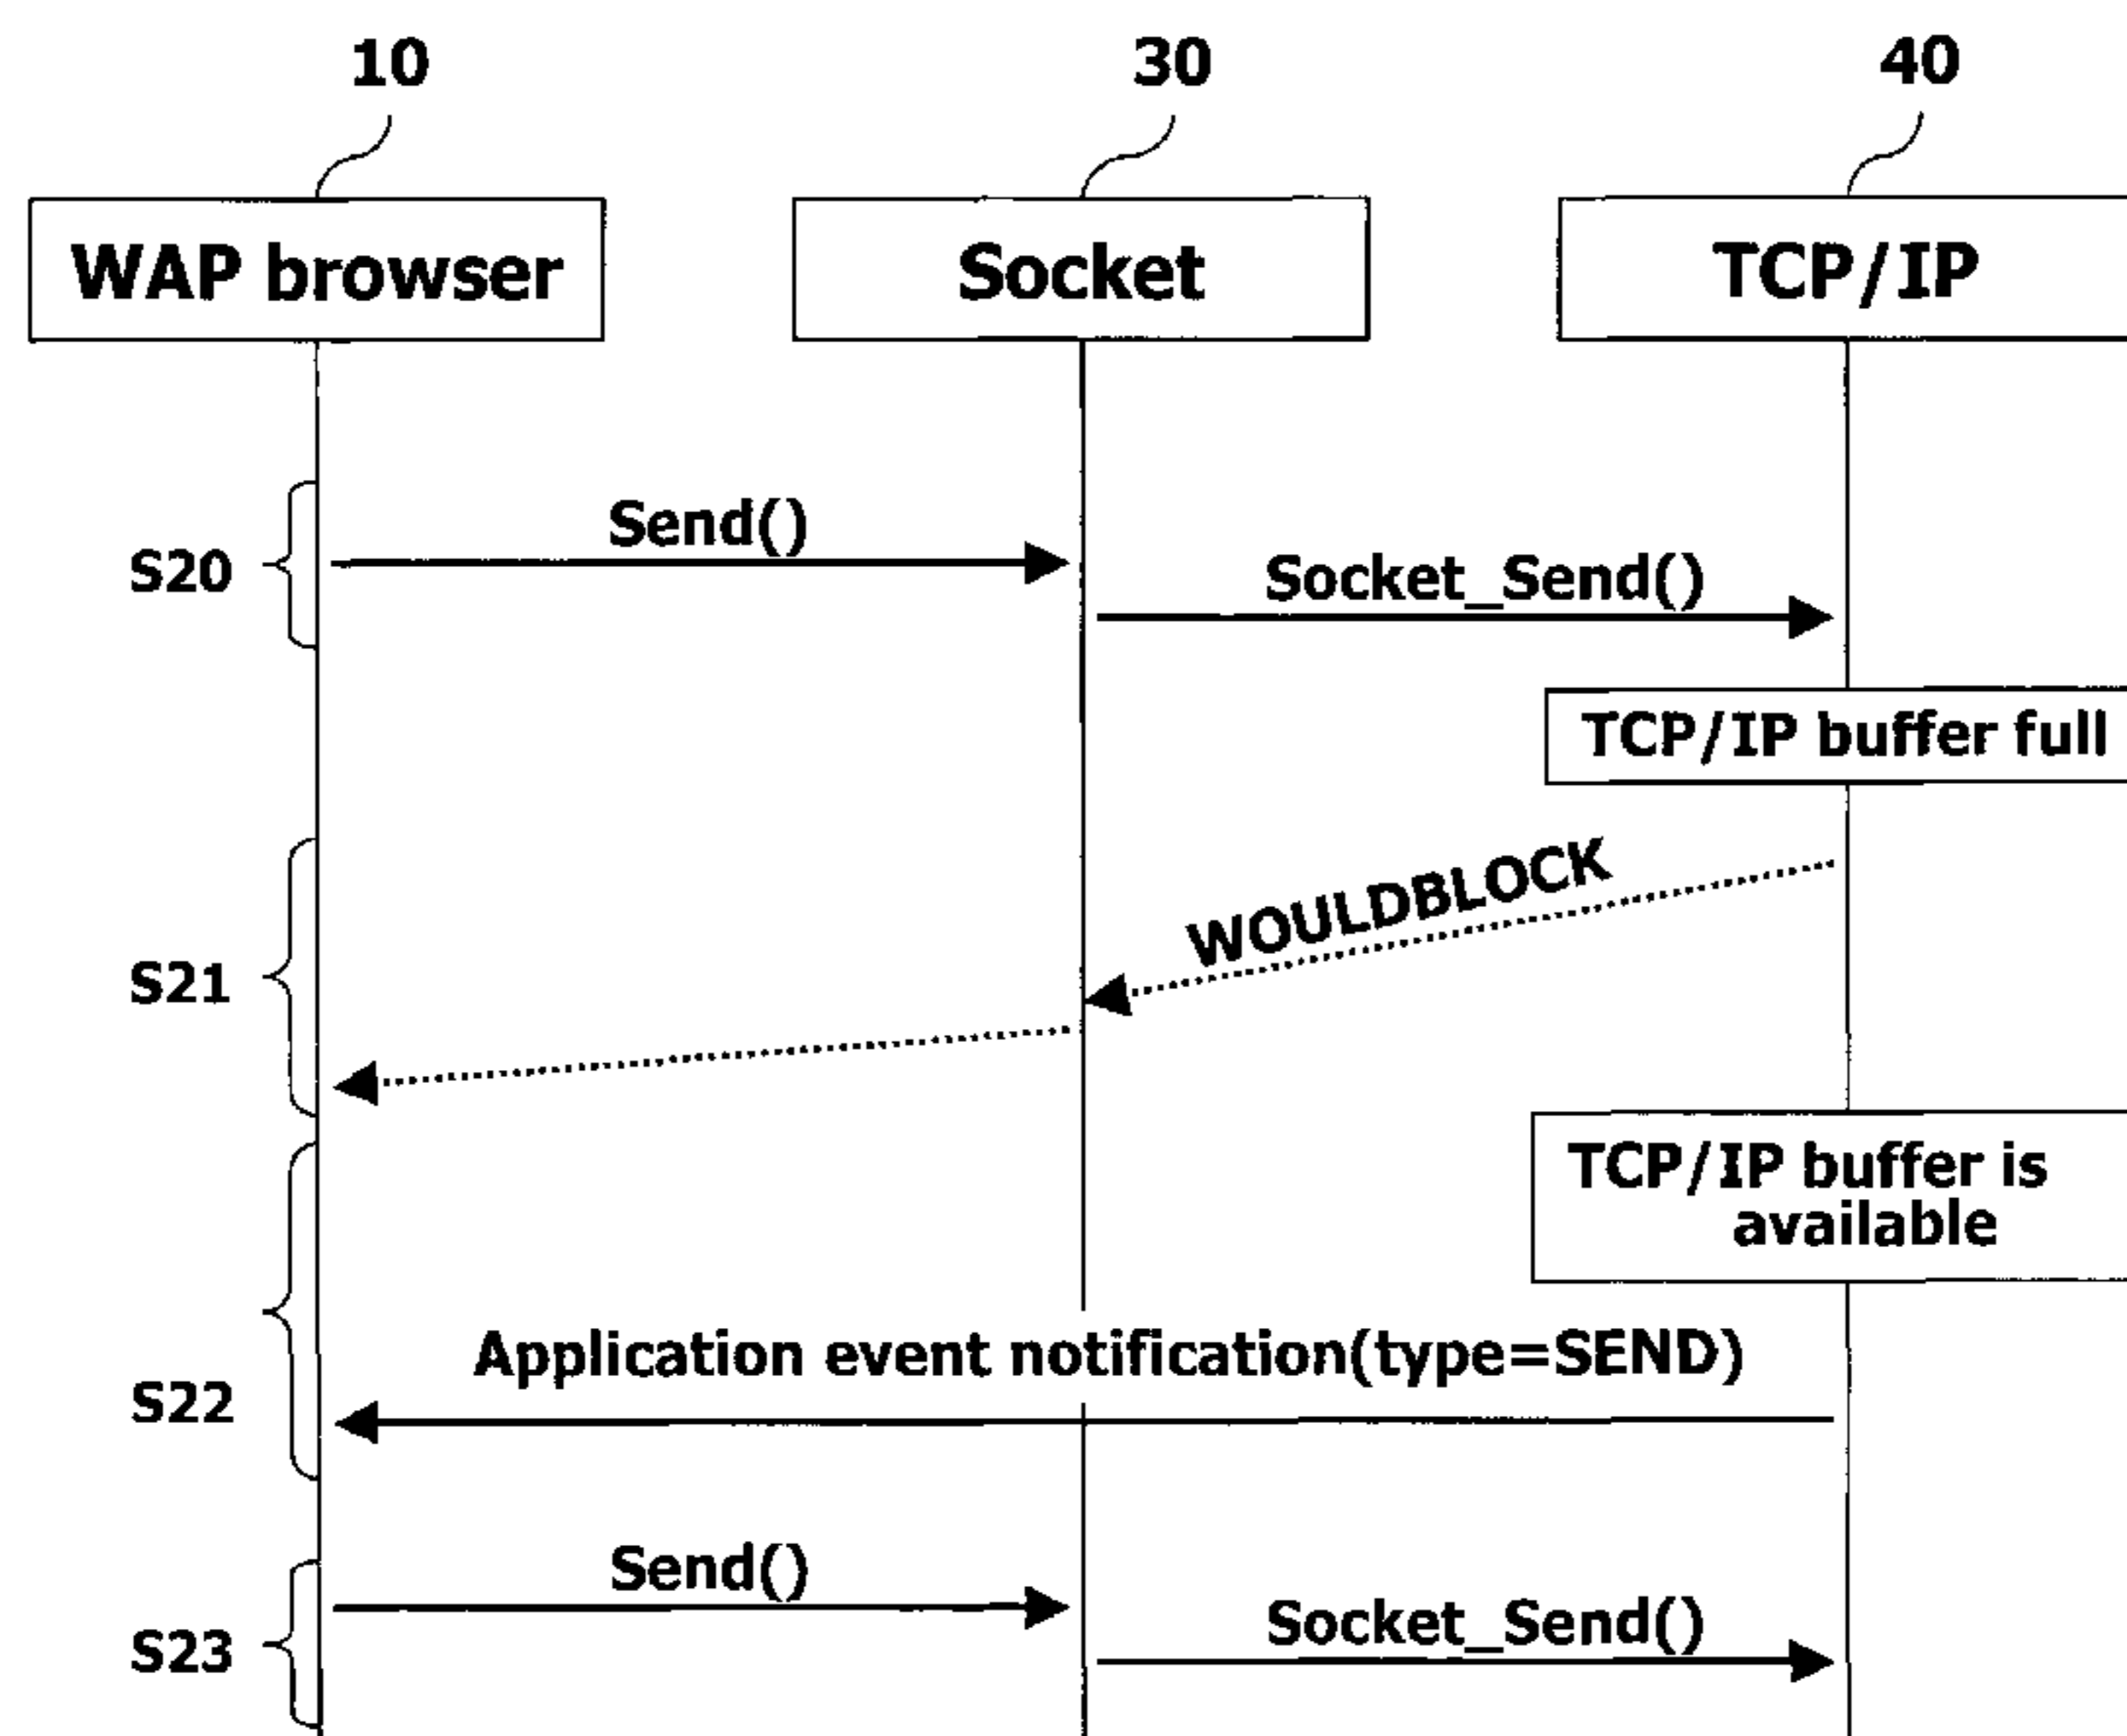 10
30
40
WAP browser
Socket
TCP/IP
Send()
S20
Socket_Send()
TCP/IP buffer full
WOULDBLOCK
S21
TCP/IP buffer is
available
Application event notification(type=SEND)
S22
Send()
Socket_Send()
S23